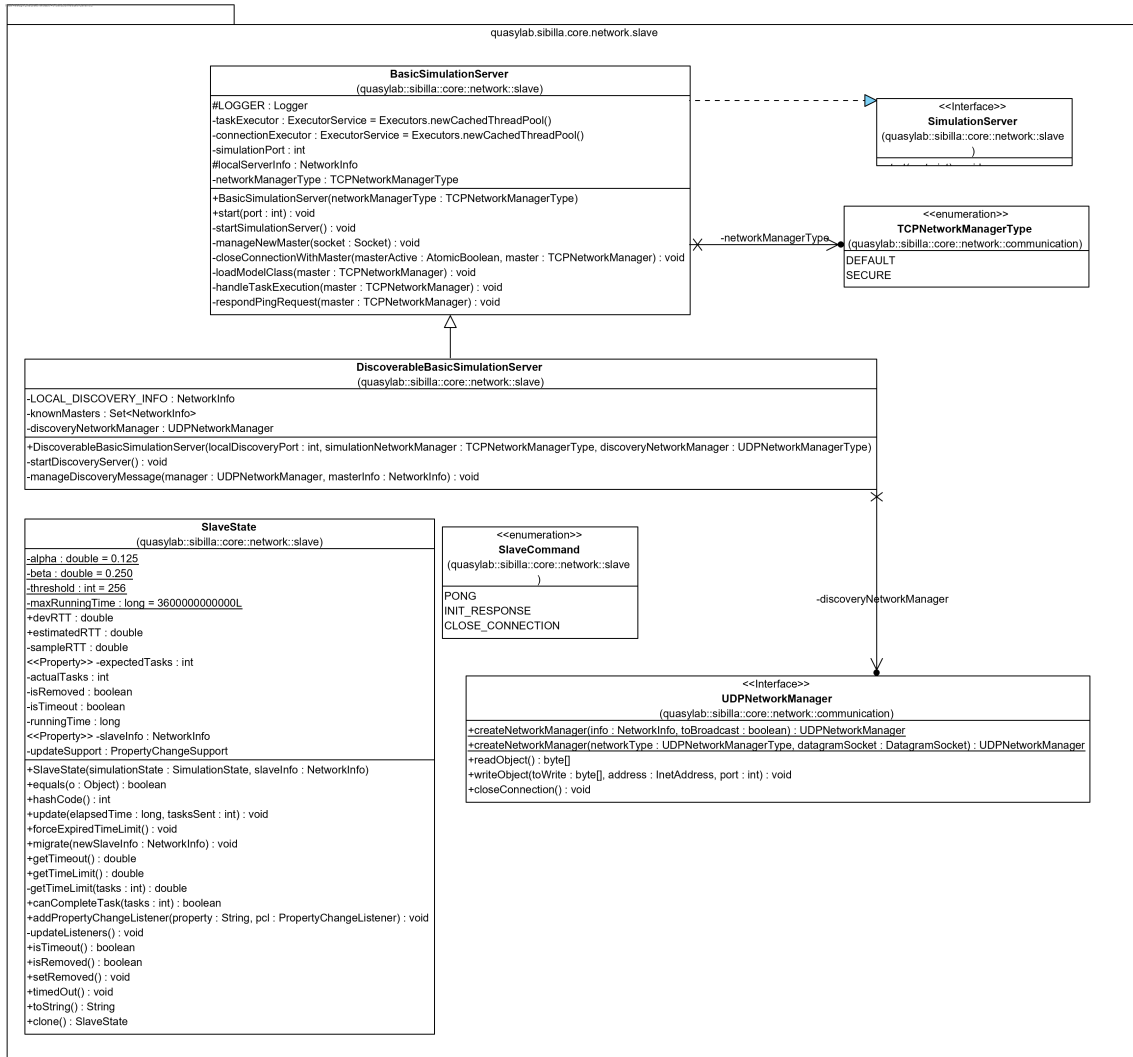 quasylab.sibilla.core.network.slave
BasicSimulationServer
(quasylab::sibilla::core::network::slave)
#LOGGER : Logger
-taskExecutor : ExecutorService = Executors.newCachedThreadPool()
-connectionExecutor : ExecutorService = Executors.newCachedThreadPool()
-simulationPort : int
#localServerInfo : NetworkInfo
-networkManagerType : TCPNetworkManagerType
+BasicSimulationServer(networkManagerType : TCPNetworkManagerType)
+start(port : int) : void
-startSimulationServer() : void
-manageNewMaster(socket : Socket) : void
-closeConnectionWithMaster(masterActive : AtomicBoolean, master : TCPNetworkManager) : void
-loadModelClass(master : TCPNetworkManager) : void
-handleTaskExecution(master : TCPNetworkManager) : void
-respondPingRequest(master : TCPNetworkManager) : void
<<Interface>>
SimulationServer
(quasylab::sibilla::core::network::slave
)
-networkManagerType
<<enumeration>>
TCPNetworkManagerType
(quasylab::sibilla::core::network::communication)
DEFAULT
SECURE
DiscoverableBasicSimulationServer
(quasylab::sibilla::core::network::slave)
-LOCAL_DISCOVERY_INFO : NetworkInfo
-knownMasters : Set<NetworkInfo>
-discoveryNetworkManager : UDPNetworkManager
+DiscoverableBasicSimulationServer(localDiscoveryPort : int, simulationNetworkManager : TCPNetworkManagerType, discoveryNetworkManager : UDPNetworkManagerType)
-startDiscoveryServer() : void
-manageDiscoveryMessage(manager : UDPNetworkManager, masterInfo : NetworkInfo) : void
SlaveState
(quasylab::sibilla::core::network::slave)
-alpha : double = 0.125
-beta : double = 0.250
-threshold : int = 256
-maxRunningTime : long = 3600000000000L
+devRTT : double
+estimatedRTT : double
-sampleRTT : double
<<Property>> -expectedTasks : int
-actualTasks : int
-isRemoved : boolean
-isTimeout : boolean
-runningTime : long
<<Property>> -slaveInfo : NetworkInfo
-updateSupport : PropertyChangeSupport
+SlaveState(simulationState : SimulationState, slaveInfo : NetworkInfo)
+equals(o : Object) : boolean
+hashCode() : int
+update(elapsedTime : long, tasksSent : int) : void
+forceExpiredTimeLimit() : void
+migrate(newSlaveInfo : NetworkInfo) : void
+getTimeout() : double
+getTimeLimit() : double
-getTimeLimit(tasks : int) : double
+canCompleteTask(tasks : int) : boolean
+addPropertyChangeListener(property : String, pcl : PropertyChangeListener) : void
-updateListeners() : void
+isTimeout() : boolean
+isRemoved() : boolean
+setRemoved() : void
+timedOut() : void
+toString() : String
+clone() : SlaveState
<<enumeration>>
SlaveCommand
(quasylab::sibilla::core::network::slave
)
PONG
INIT_RESPONSE
CLOSE_CONNECTION
-discoveryNetworkManager
<<Interface>>
UDPNetworkManager
(quasylab::sibilla::core::network::communication)
+createNetworkManager(info : NetworkInfo, toBroadcast : boolean) : UDPNetworkManager
+createNetworkManager(networkType : UDPNetworkManagerType, datagramSocket : DatagramSocket) : UDPNetworkManager
+readObject() : byte[]
+writeObject(toWrite : byte[], address : InetAddress, port : int) : void
+closeConnection() : void